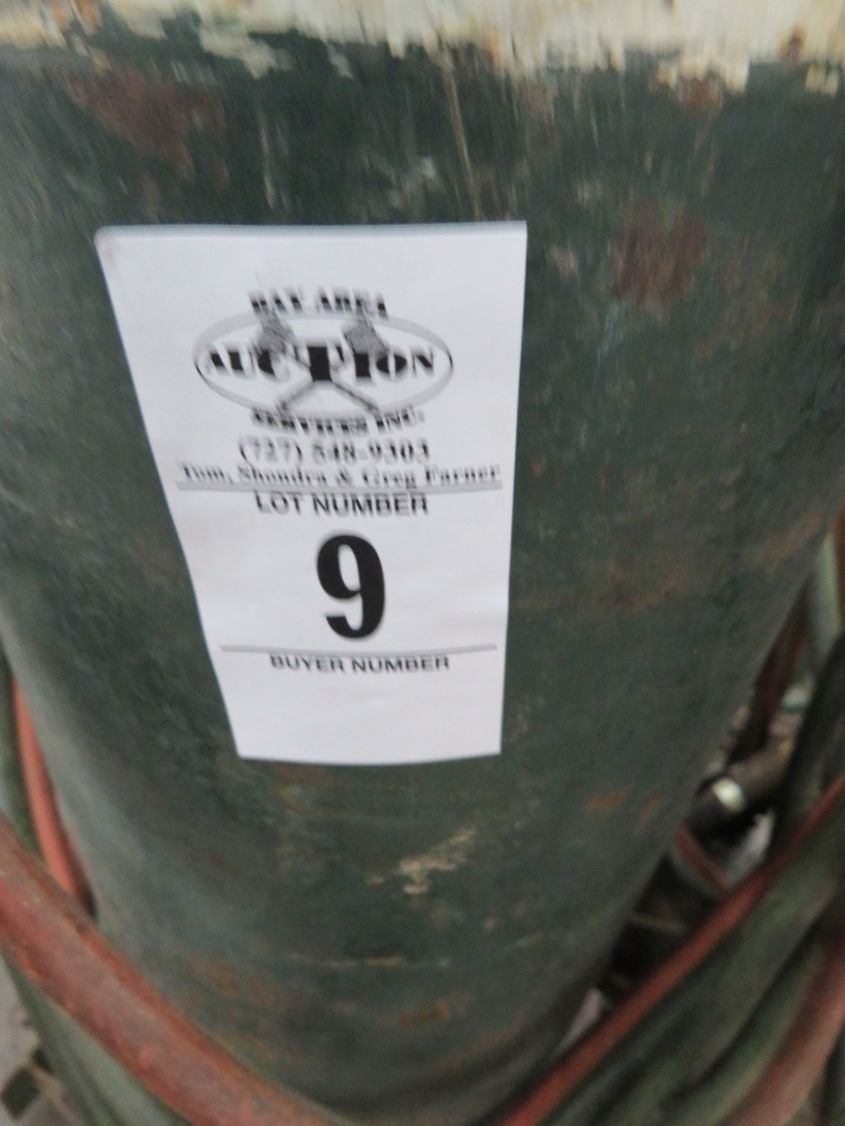 BAY AREA
AUCTION
SERVICES INC.
(727) 548-9303
Tom, Shondra & Greg Farner
LOT NUMBER
9
BUYER NUMBER